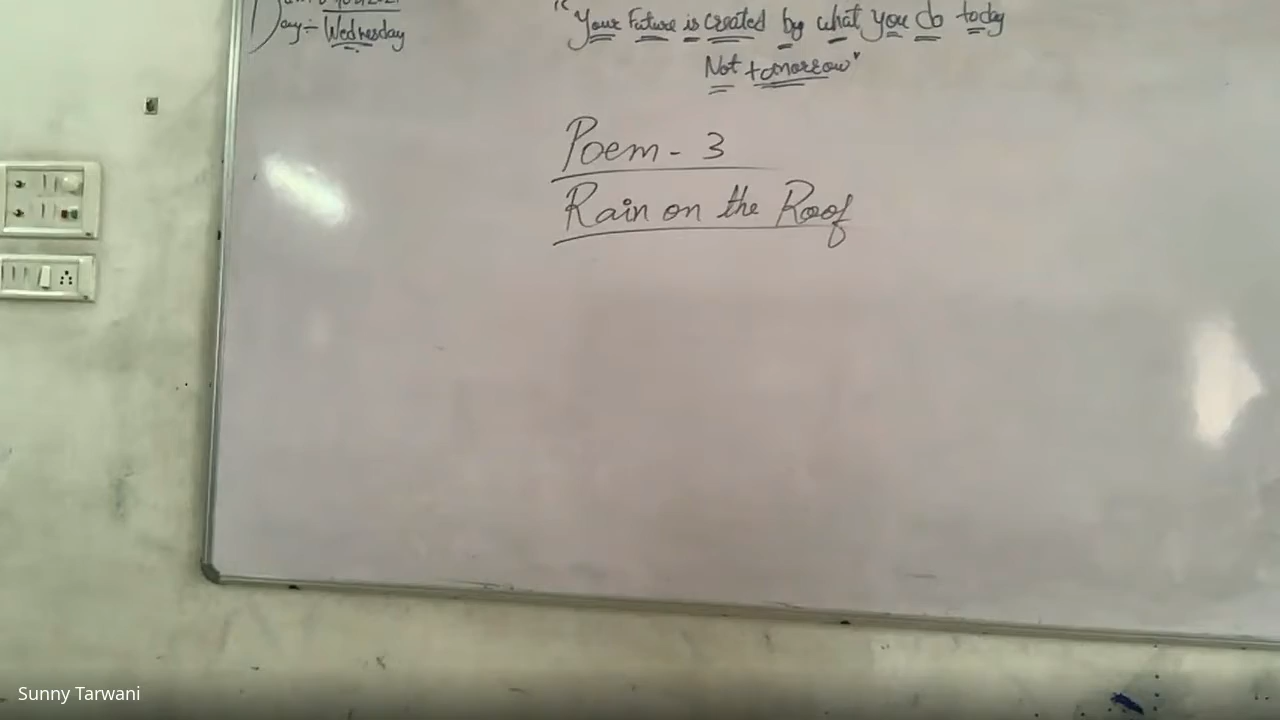 Day:- Wednesday
"Your Future is created by what you do today
Not tomorrow"
Poem - 3
Rain on the Roof
Sunny Tarwani